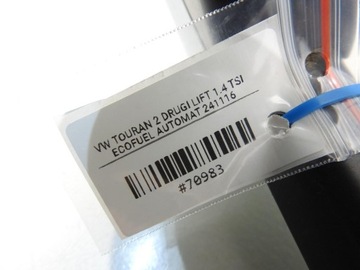 VW TOURAN 2 DRUGI LIFT 1.4 TSI
ECOFUEL AUTOMAT 241116
#70983